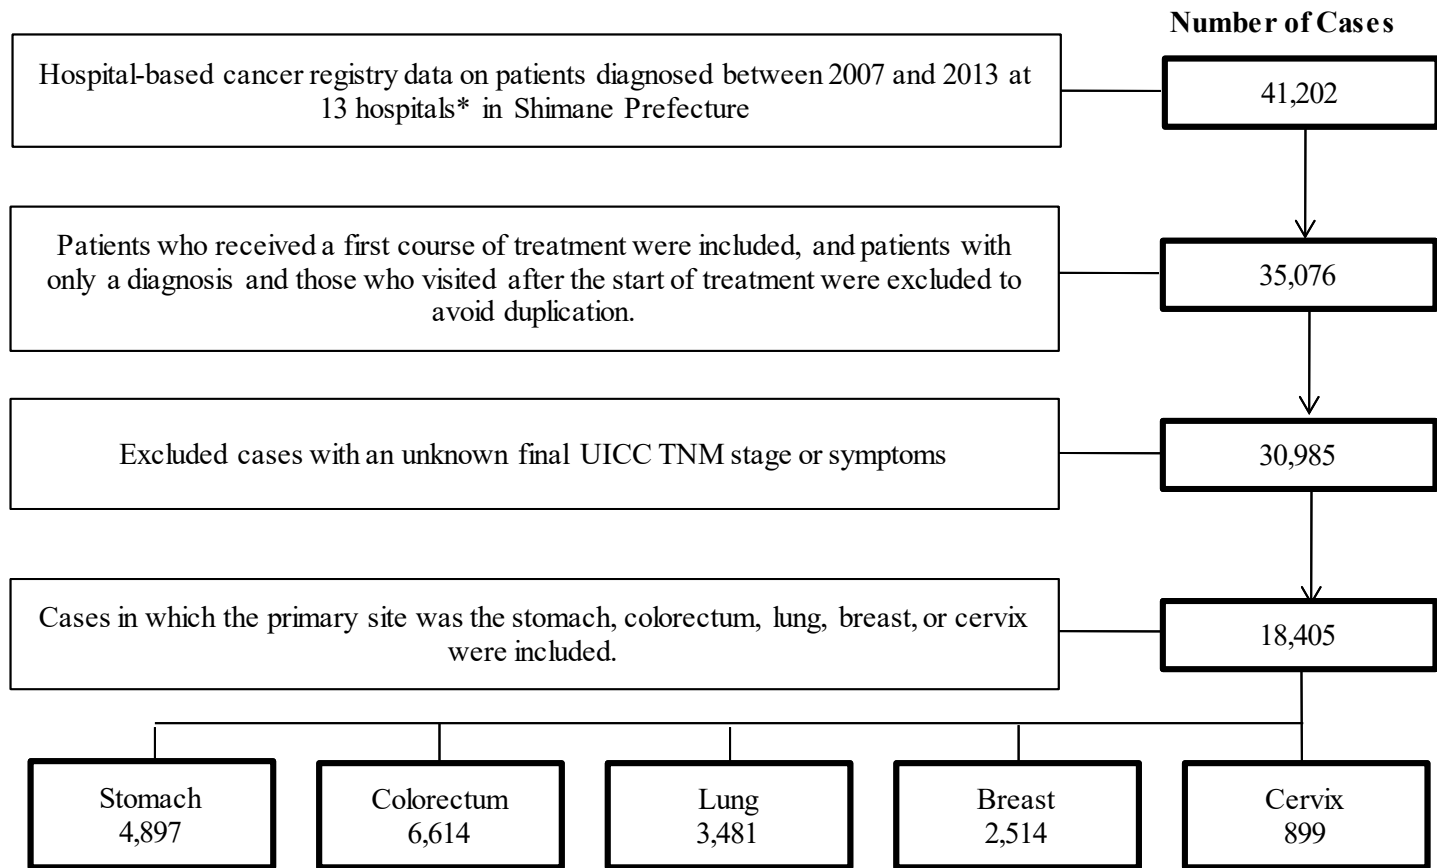 Number of Cases
Hospital-based cancer registry data on patients diagnosed between 2007 and 2013 at
13 hospitals* in Shimane Prefecture
41,202
Patients who received a first course of treatment were included, and patients with
only a diagnosis and those who visited after the start of treatment were excluded to
avoid duplication.
35,076
Excluded cases with an unknown final UICC TNM stage or symptoms
30,985
Cases in which the primary site was the stomach, colorectum, lung, breast, or cervix
were included.
18,405
Stomach
4,897
Colorectum
6,614
Lung
3,481
Breast
2,514
Cervix
899